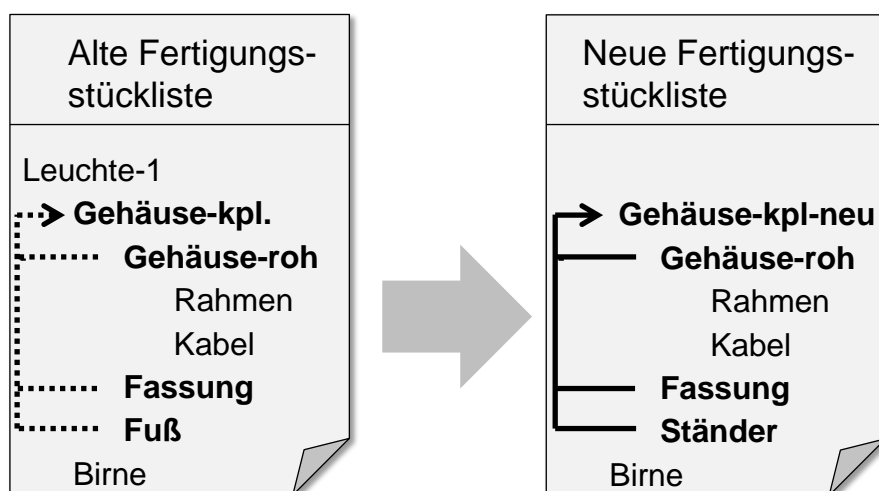 Alte Fertigungs-
stückliste
Leuchte-1
Gehäuse-kpl.
Gehäuse-roh
Rahmen
Kabel
Fassung
Fuß
Birne
Neue Fertigungs-
stückliste
Gehäuse-kpl-neu
Gehäuse-roh
Rahmen
Kabel
Fassung
Ständer
Birne